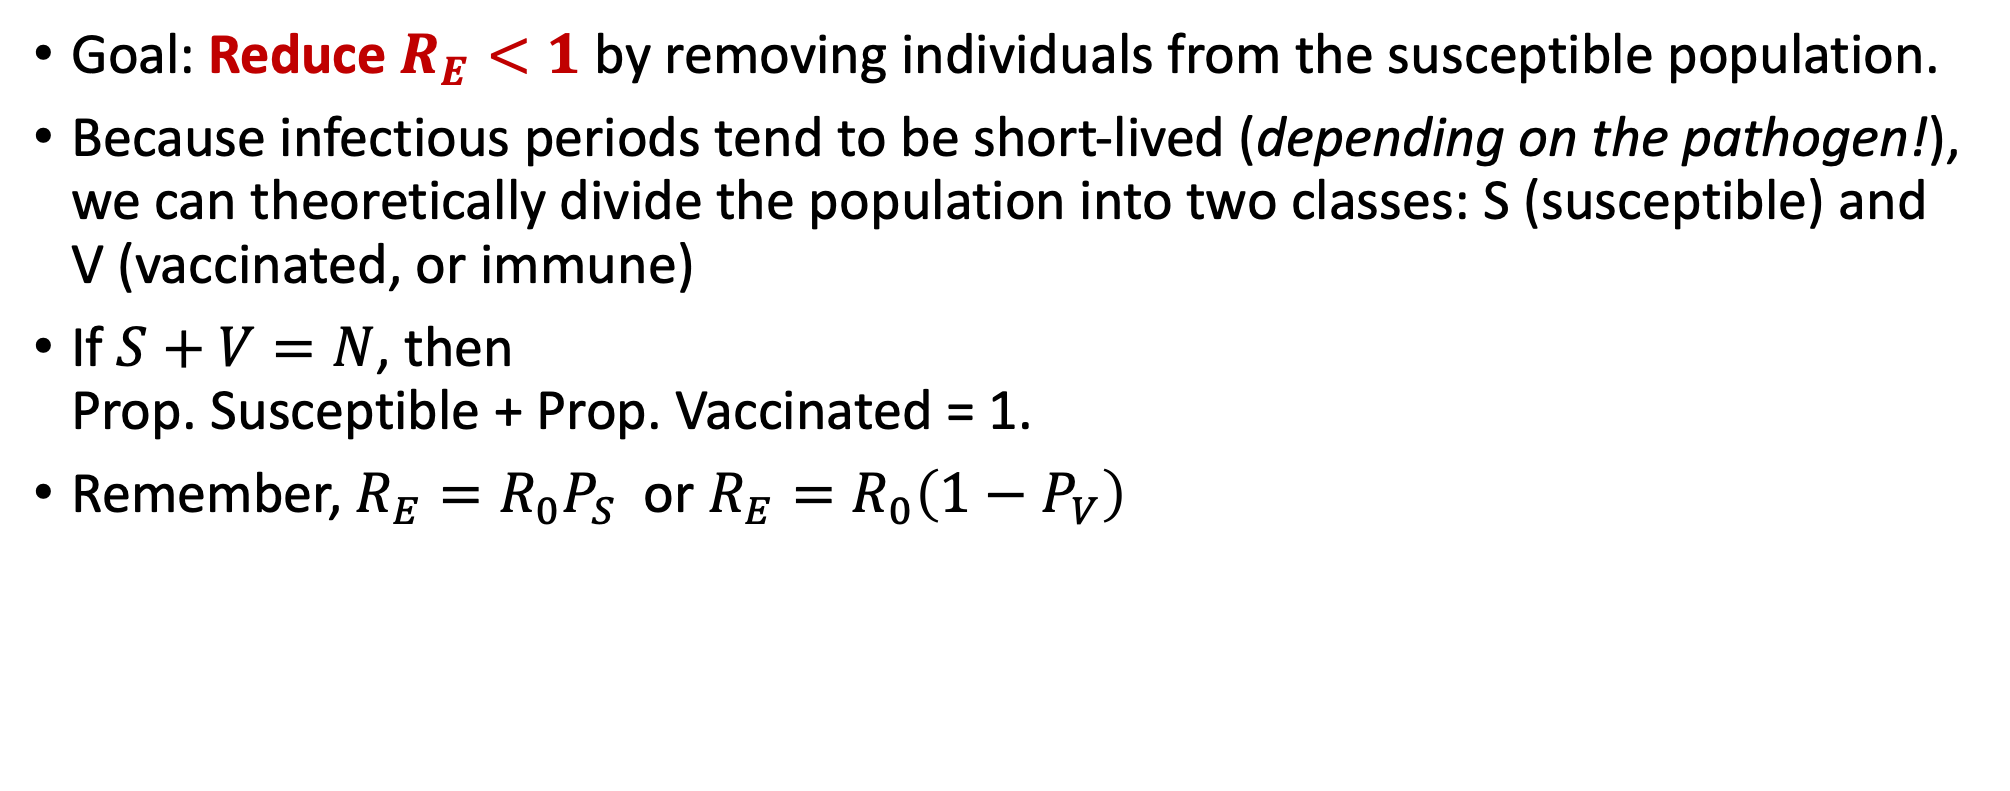 • Goal: Reduce R_E < 1 by removing individuals from the susceptible population.
• Because infectious periods tend to be short-lived (depending on the pathogen!),
we can theoretically divide the population into two classes: S (susceptible) and
V (vaccinated, or immune)
• If S + V = N, then
Prop. Susceptible + Prop. Vaccinated = 1.
• Remember, R_E = R_0P_S or R_E = R_0(1 − P_V)